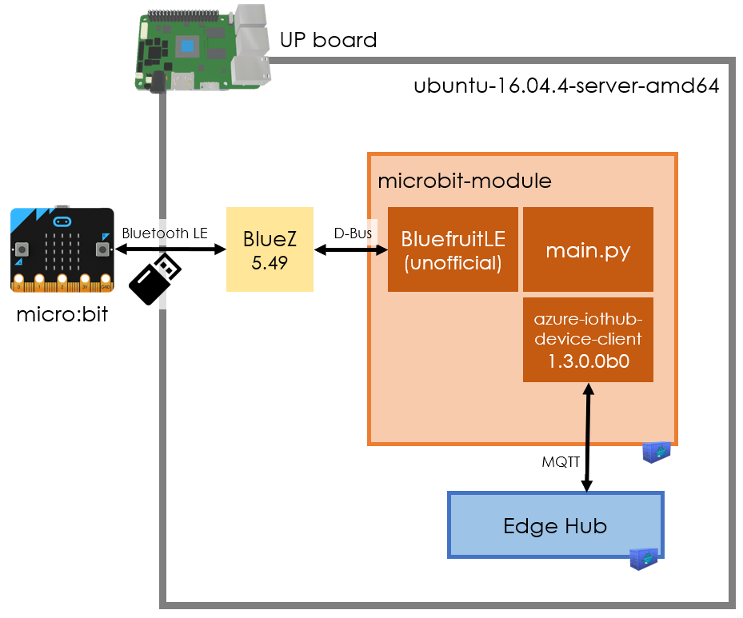 UP board
ubuntu-16.04.4-server-amd64
microbit-module
Bluetooth LE
BlueZ
5.49
D-Bus
BluefruitLE
(unofficial)
main.py
micro:bit
azure-iothub-
device-client
1.3.0.0b0
MQTT
Edge Hub